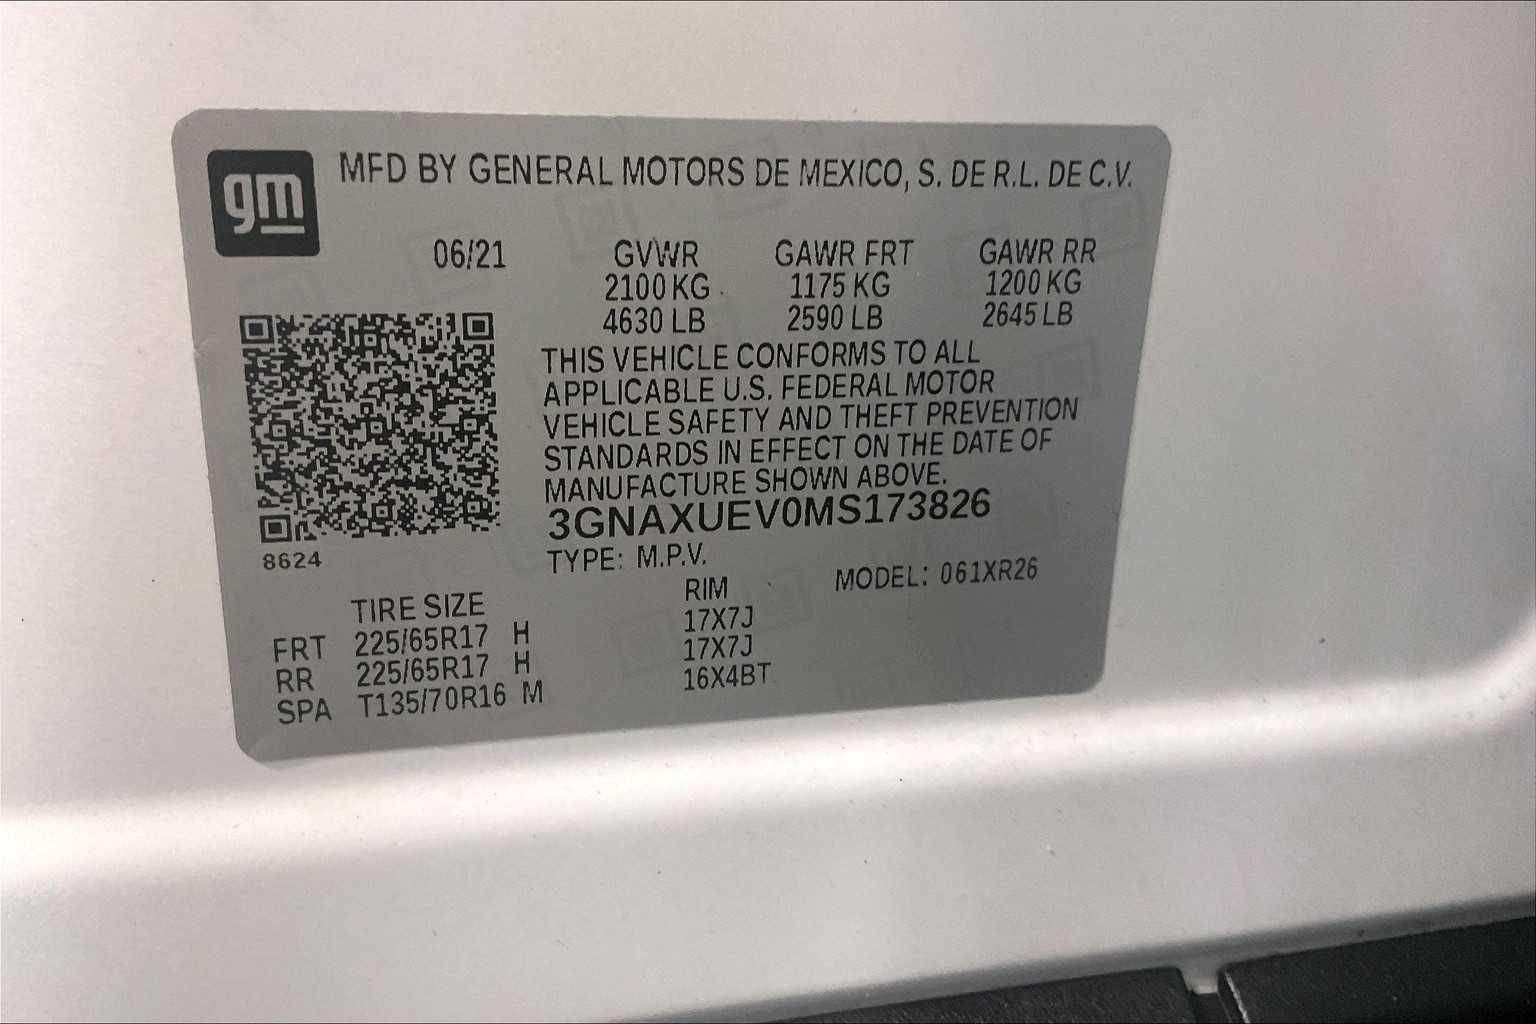 gm
MFD BY GENERAL MOTORS DE MEXICO, S. DE R.L. DE C.V.
06/21 GVWR GAWR FRT GAWR RR
2100 KG 1175 KG 1200 KG
4630 LB 2590 LB 2645 LB
THIS VEHICLE CONFORMS TO ALL
APPLICABLE U.S. FEDERAL MOTOR
VEHICLE SAFETY AND THEFT PREVENTION
STANDARDS IN EFFECT ON THE DATE OF
MANUFACTURE SHOWN ABOVE.
3GNAXUEV0MS173826
8624
TYPE: M.P.V. MODEL: 061XR26
TIRE SIZE RIM
FRT 225/65R17 H 17X7J
RR 225/65R17 H 17X7J
SPA T135/70R16 M 16X4BT